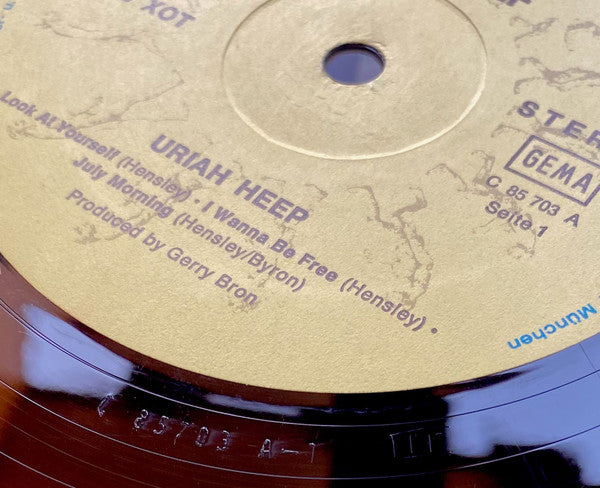 XOT
STER
GEMA
C 85 703 A
Seite 1
URIAH HEEP
Look At Yourself (Hensley) · I Wanna Be Free (Hensley) •
July Morning (Hensley/Byron)
Produced by Gerry Bron
München
85703 A-1 III